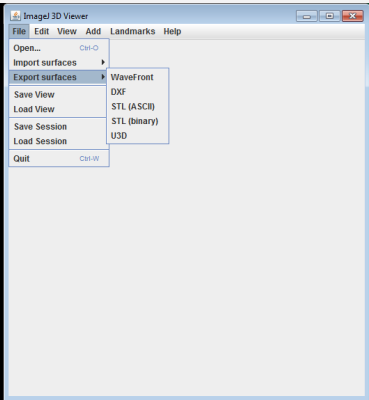 ImageJ 3D Viewer
File Edit View Add Landmarks Help
Open... Ctrl-O
Import surfaces
Export surfaces
WaveFront
DXF
STL (ASCII)
STL (binary)
U3D
Save View
Load View
Save Session
Load Session
Quit Ctrl-W